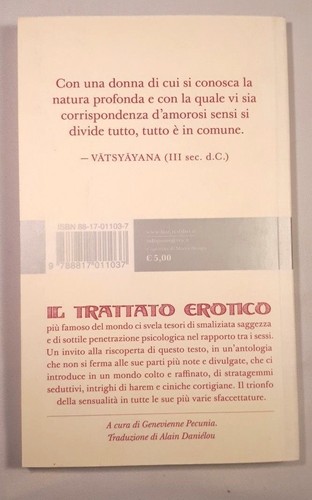 Con una donna di cui si conosca la
natura profonda e con la quale vi sia
corrispondenza d'amorosi sensi si
divide tutto, tutto è in comune.
— VĀTSYĀYANA (III sec. d.C.)
ISBN 88-17-01103-7
9 788817 011037
€ 5,00
IL TRATTATO EROTICO
più famoso del mondo ci svela tesori di smaliziata saggezza
e di sottile penetrazione psicologica nel rapporto tra i sessi.
Un invito alla riscoperta di questo testo, in un'antologia
che non si ferma alle sue parti più note e divulgate, che ci
introduce in un mondo colto e raffinato, di stratagemmi
seduttivi, intrighi di harem e ciniche cortigiane. Il trionfo
della sensualità in tutte le sue più varie sfaccettature.
A cura di Genevienne Pecunia.
Traduzione di Alain Daniélou